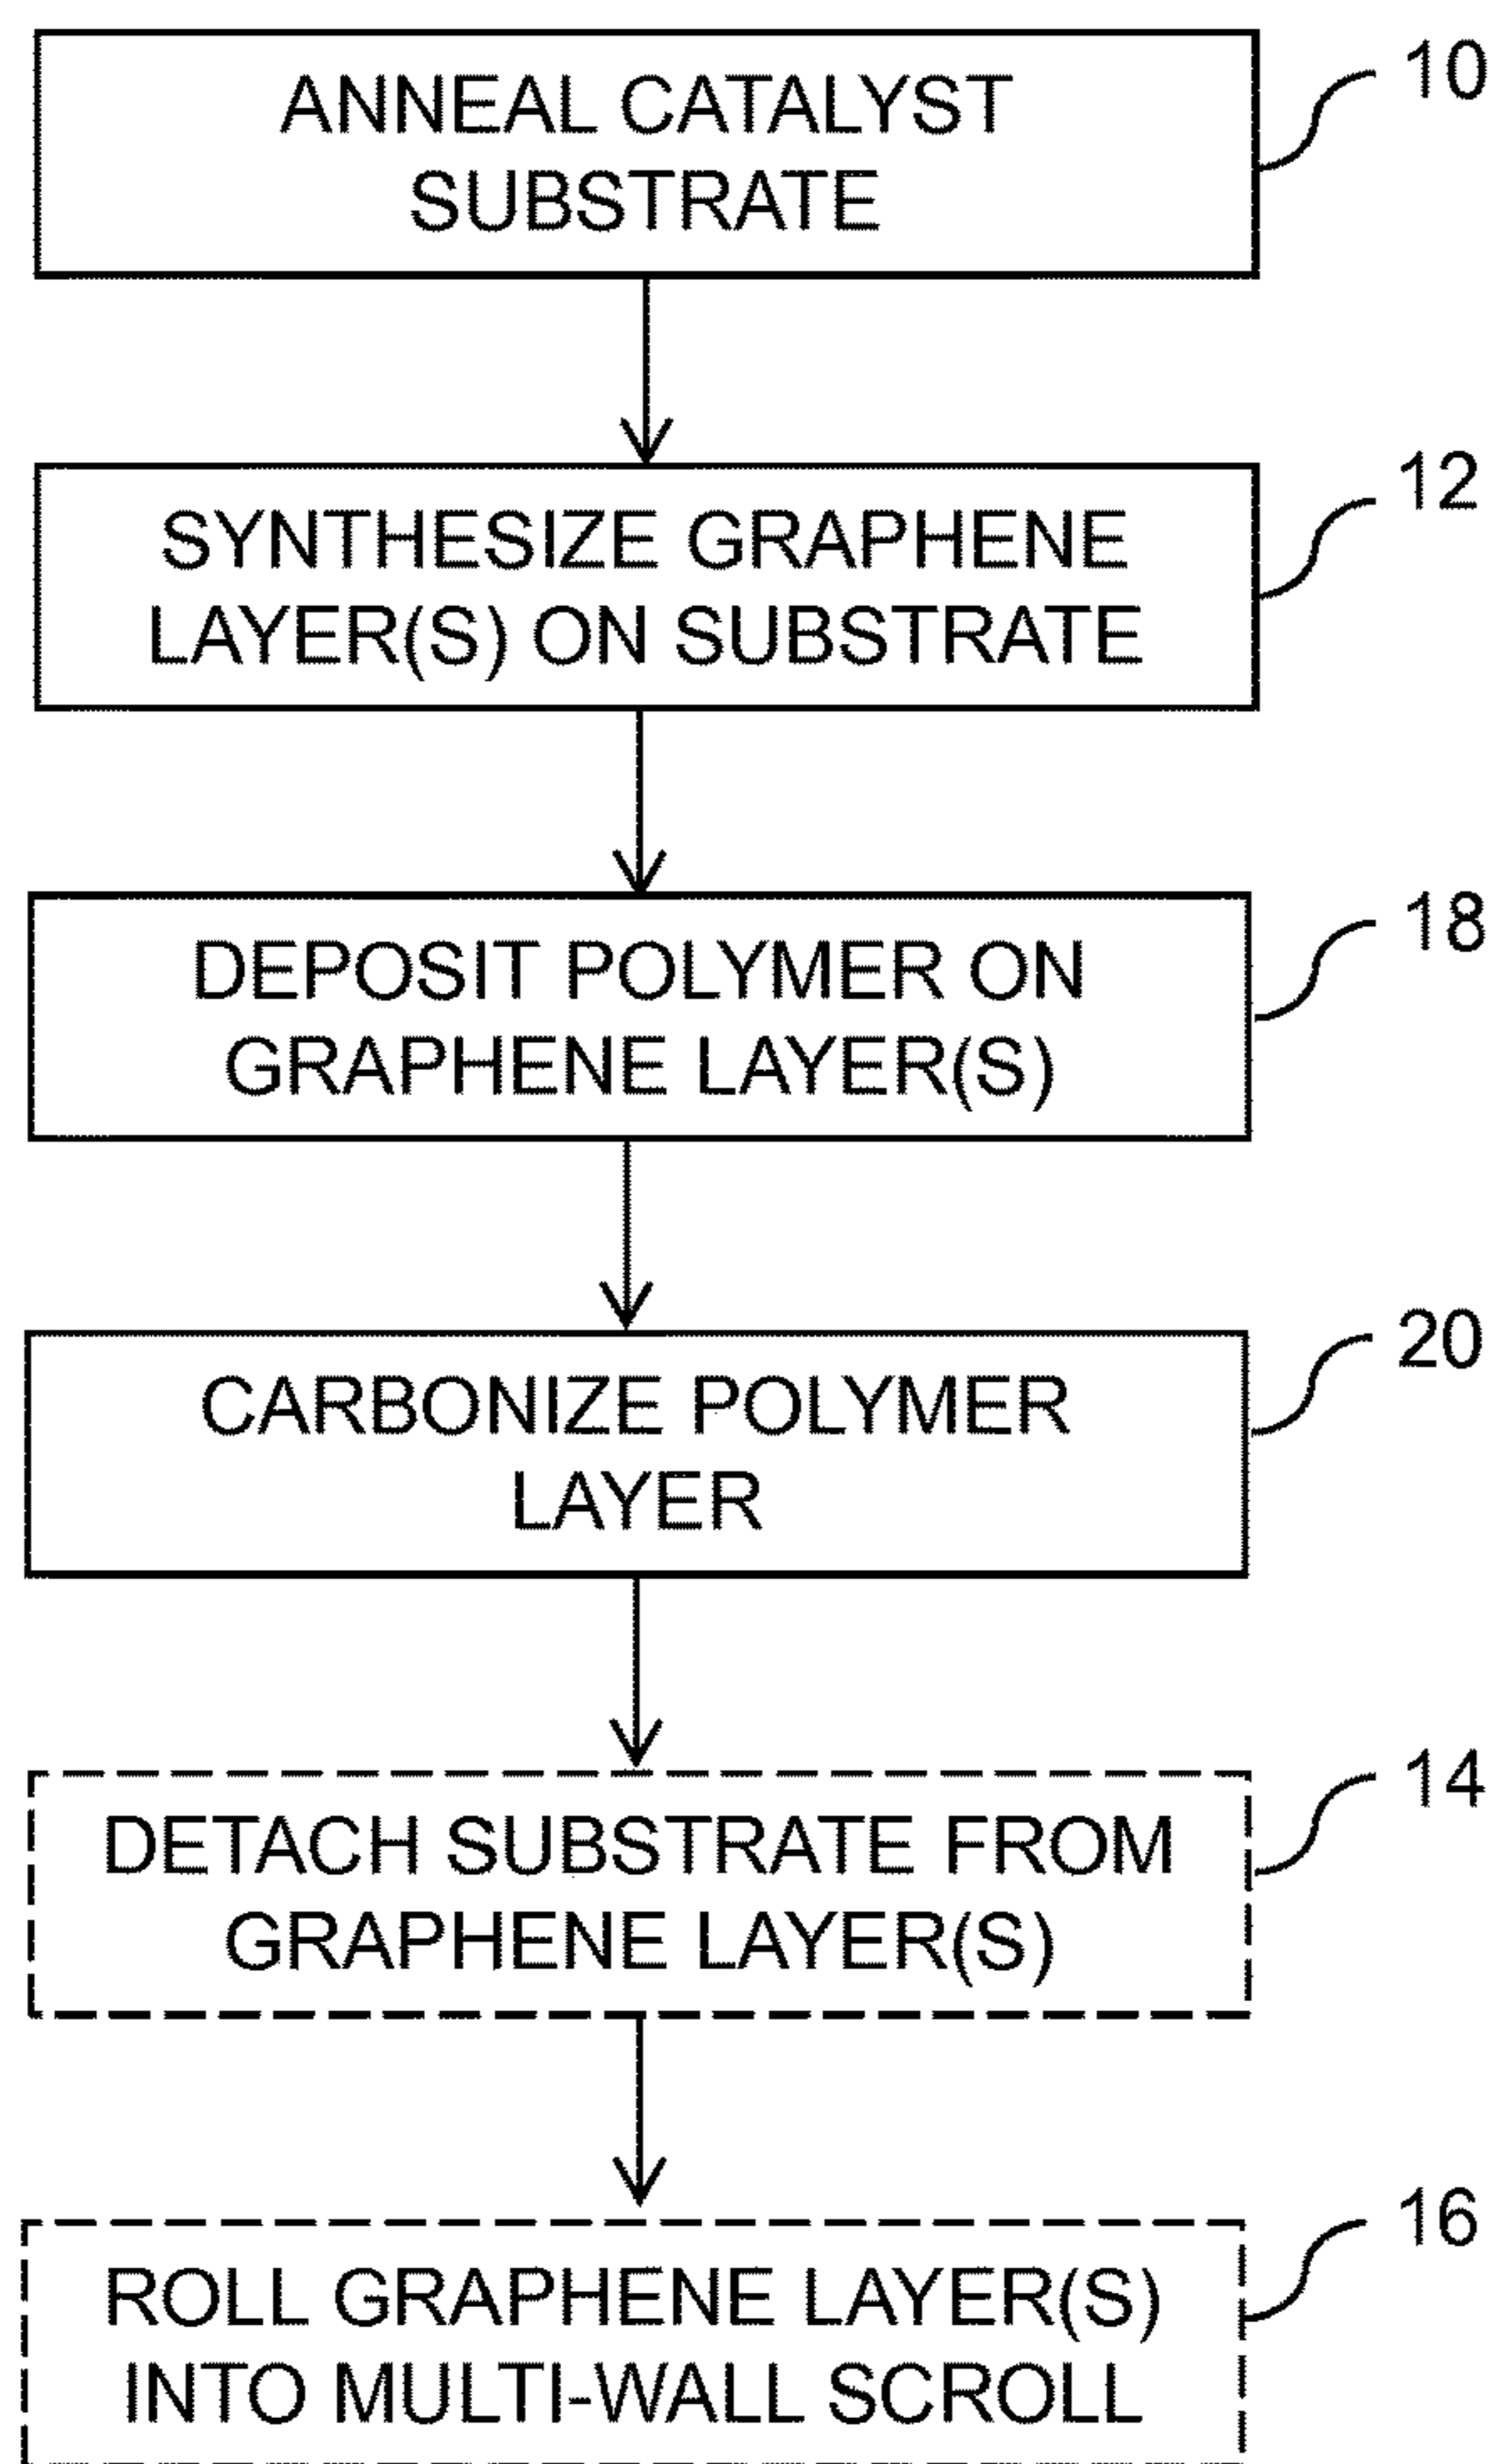 ANNEAL CATALYST
SUBSTRATE
10
SYNTHESIZE GRAPHENE
LAYER(S) ON SUBSTRATE
12
DEPOSIT POLYMER ON
GRAPHENE LAYER(S)
18
CARBONIZE POLYMER
LAYER
20
DETACH SUBSTRATE FROM
GRAPHENE LAYER(S)
14
ROLL GRAPHENE LAYER(S)
INTO MULTI-WALL SCROLL
16